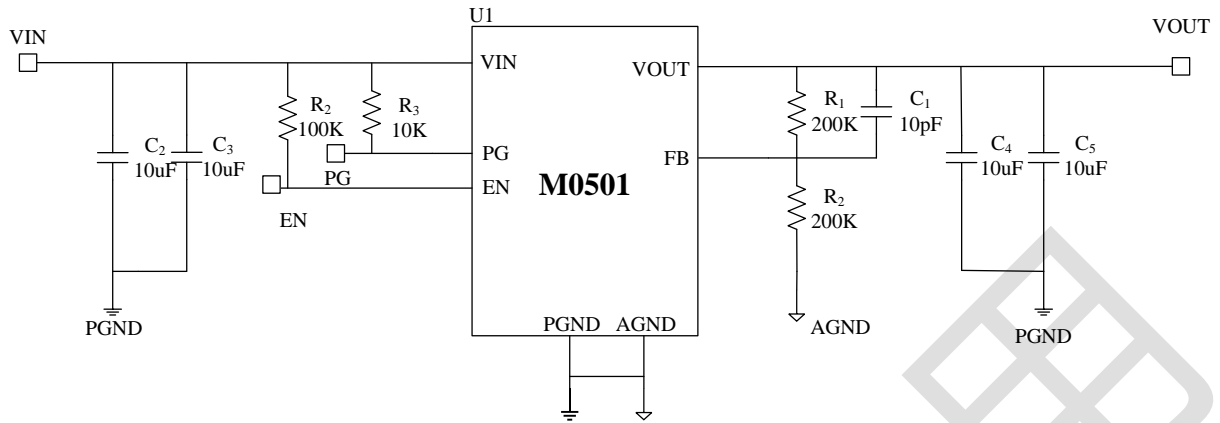 U1
VIN
VOUT
VIN
VOUT
R2
100K
R3
10K
R1
200K
C1
10pF
C2
10uF
C3
10uF
PG
FB
C4
10uF
C5
10uF
PG
EN
M0501
R2
200K
EN
PGND
PGND
AGND
AGND
PGND